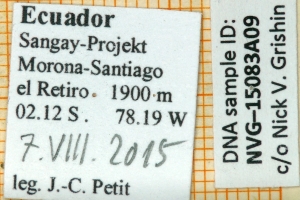 Ecuador
Sangay-Projekt
Morona-Santiago
el Retiro. 1900 m
02.12 S. 78.19 W
7.VIII.2015
leg. J.-C. Petit
DNA sample ID:
NVG–15083A09
c/o Nick V. Grishin